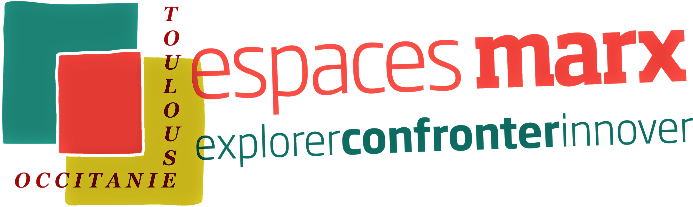 TOULOUSE
OCCITANIE
espaces marx
explorerconfronterinnover